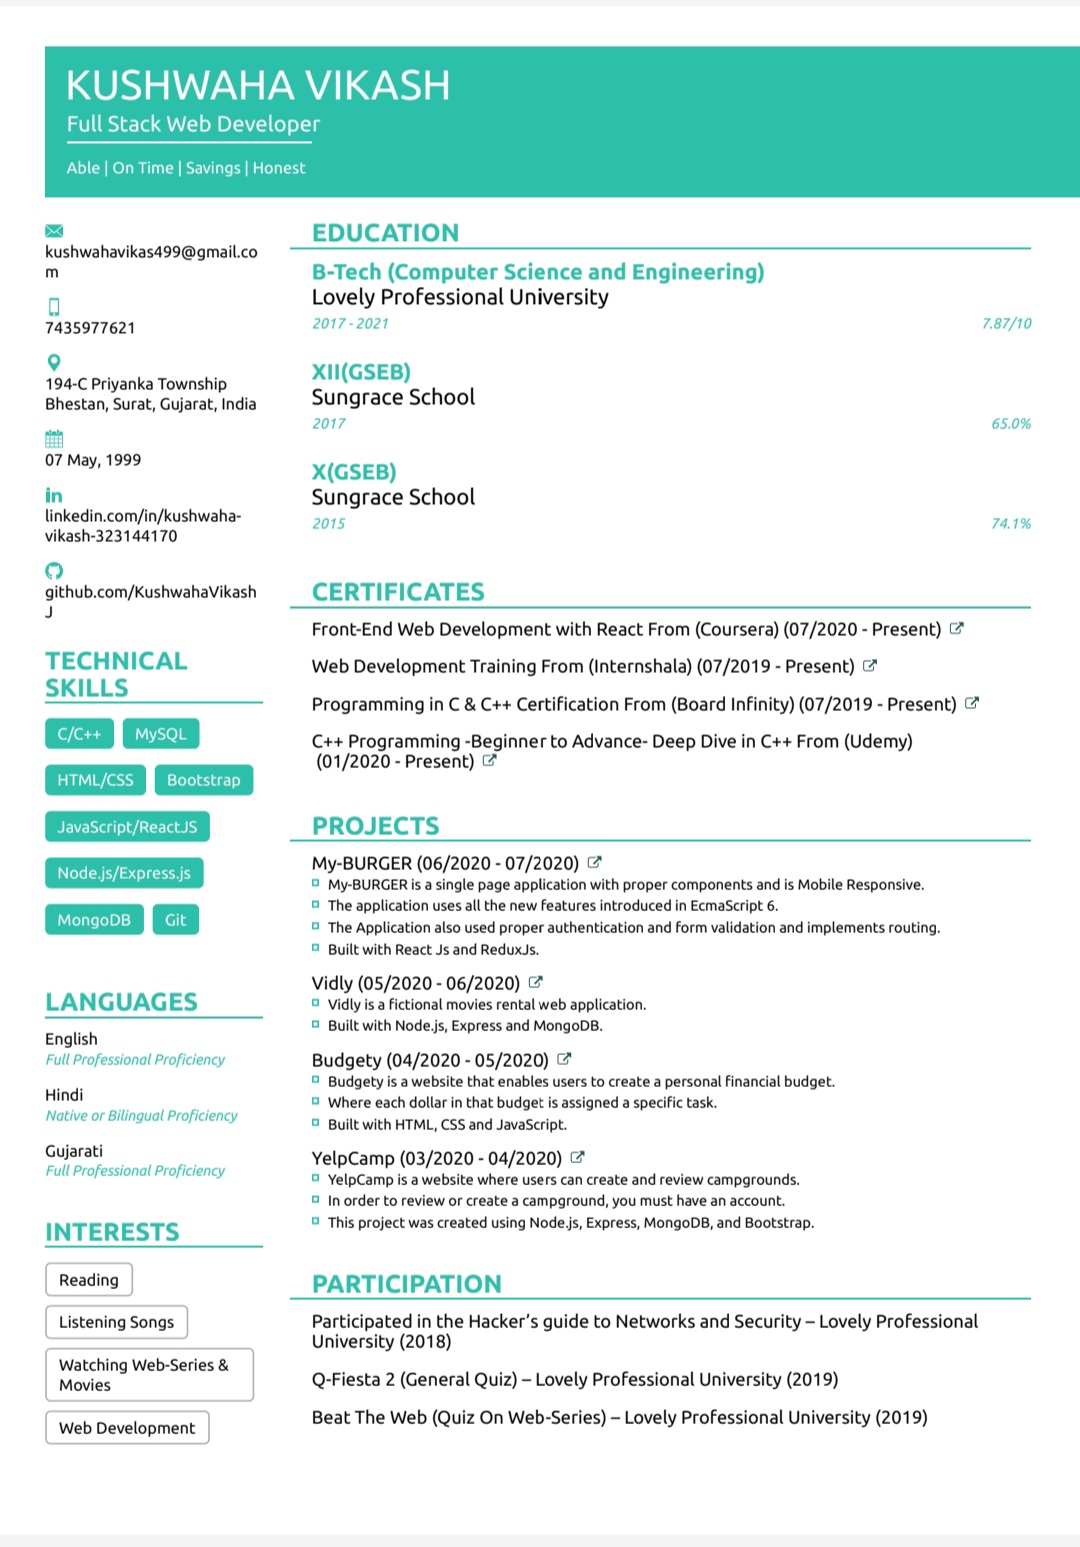 KUSHWAHA VIKASH
Full Stack Web Developer
Able | On Time | Savings | Honest
kushwahavikas499@gmail.co
m
7435977621
194-C Priyanka Township
Bhestan, Surat, Gujarat, India
07 May, 1999
linkedin.com/in/kushwaha-
vikash-323144170
github.com/KushwahaVikash
J
TECHNICAL
SKILLS
C/C++ MySQL
HTML/CSS Bootstrap
JavaScript/ReactJS
Node.js/Express.js
MongoDB Git
LANGUAGES
English
Full Professional Proficiency
Hindi
Native or Bilingual Proficiency
Gujarati
Full Professional Proficiency
INTERESTS
Reading
Listening Songs
Watching Web-Series &
Movies
Web Development
EDUCATION
B-Tech (Computer Science and Engineering)
Lovely Professional University
2017 - 2021 7.87/10
XII(GSEB)
Sungrace School
2017 65.0%
X(GSEB)
Sungrace School
2015 74.1%
CERTIFICATES
Front-End Web Development with React From (Coursera) (07/2020 - Present)
Web Development Training From (Internshala) (07/2019 - Present)
Programming in C & C++ Certification From (Board Infinity) (07/2019 - Present)
C++ Programming -Beginner to Advance- Deep Dive in C++ From (Udemy)
(01/2020 - Present)
PROJECTS
My-BURGER (06/2020 - 07/2020)
My-BURGER is a single page application with proper components and is Mobile Responsive.
The application uses all the new features introduced in EcmaScript 6.
The Application also used proper authentication and form validation and implements routing.
Built with React Js and ReduxJs.
Vidly (05/2020 - 06/2020)
Vidly is a fictional movies rental web application.
Built with Node.js, Express and MongoDB.
Budgety (04/2020 - 05/2020)
Budgety is a website that enables users to create a personal financial budget.
Where each dollar in that budget is assigned a specific task.
Built with HTML, CSS and JavaScript.
YelpCamp (03/2020 - 04/2020)
YelpCamp is a website where users can create and review campgrounds.
In order to review or create a campground, you must have an account.
This project was created using Node.js, Express, MongoDB, and Bootstrap.
PARTICIPATION
Participated in the Hacker's guide to Networks and Security – Lovely Professional
University (2018)
Q-Fiesta 2 (General Quiz) – Lovely Professional University (2019)
Beat The Web (Quiz On Web-Series) – Lovely Professional University (2019)